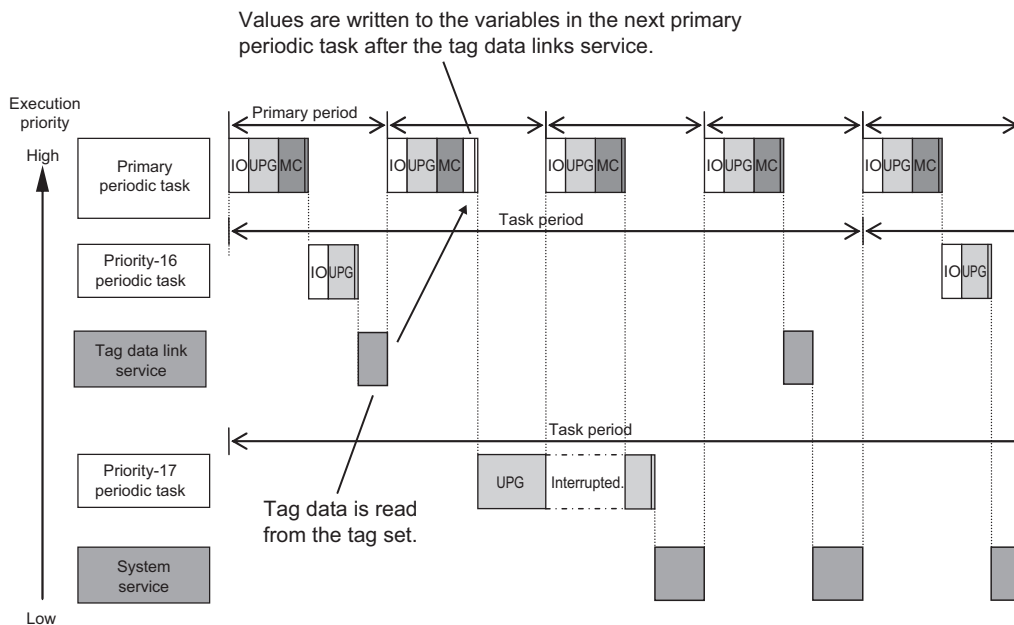 Values are written to the variables in the next primary
periodic task after the tag data links service.
Execution
priority
High
Primary period
Primary
periodic task
IO UPG MC
IO UPG MC
IO UPG MC
IO UPG MC
IO UPG MC
Task period
Priority-16
periodic task
IO UPG
IO UPG
Tag data link
service
Task period
Priority-17
periodic task
UPG
Interrupted.
Tag data is read
from the tag set.
System
service
Low